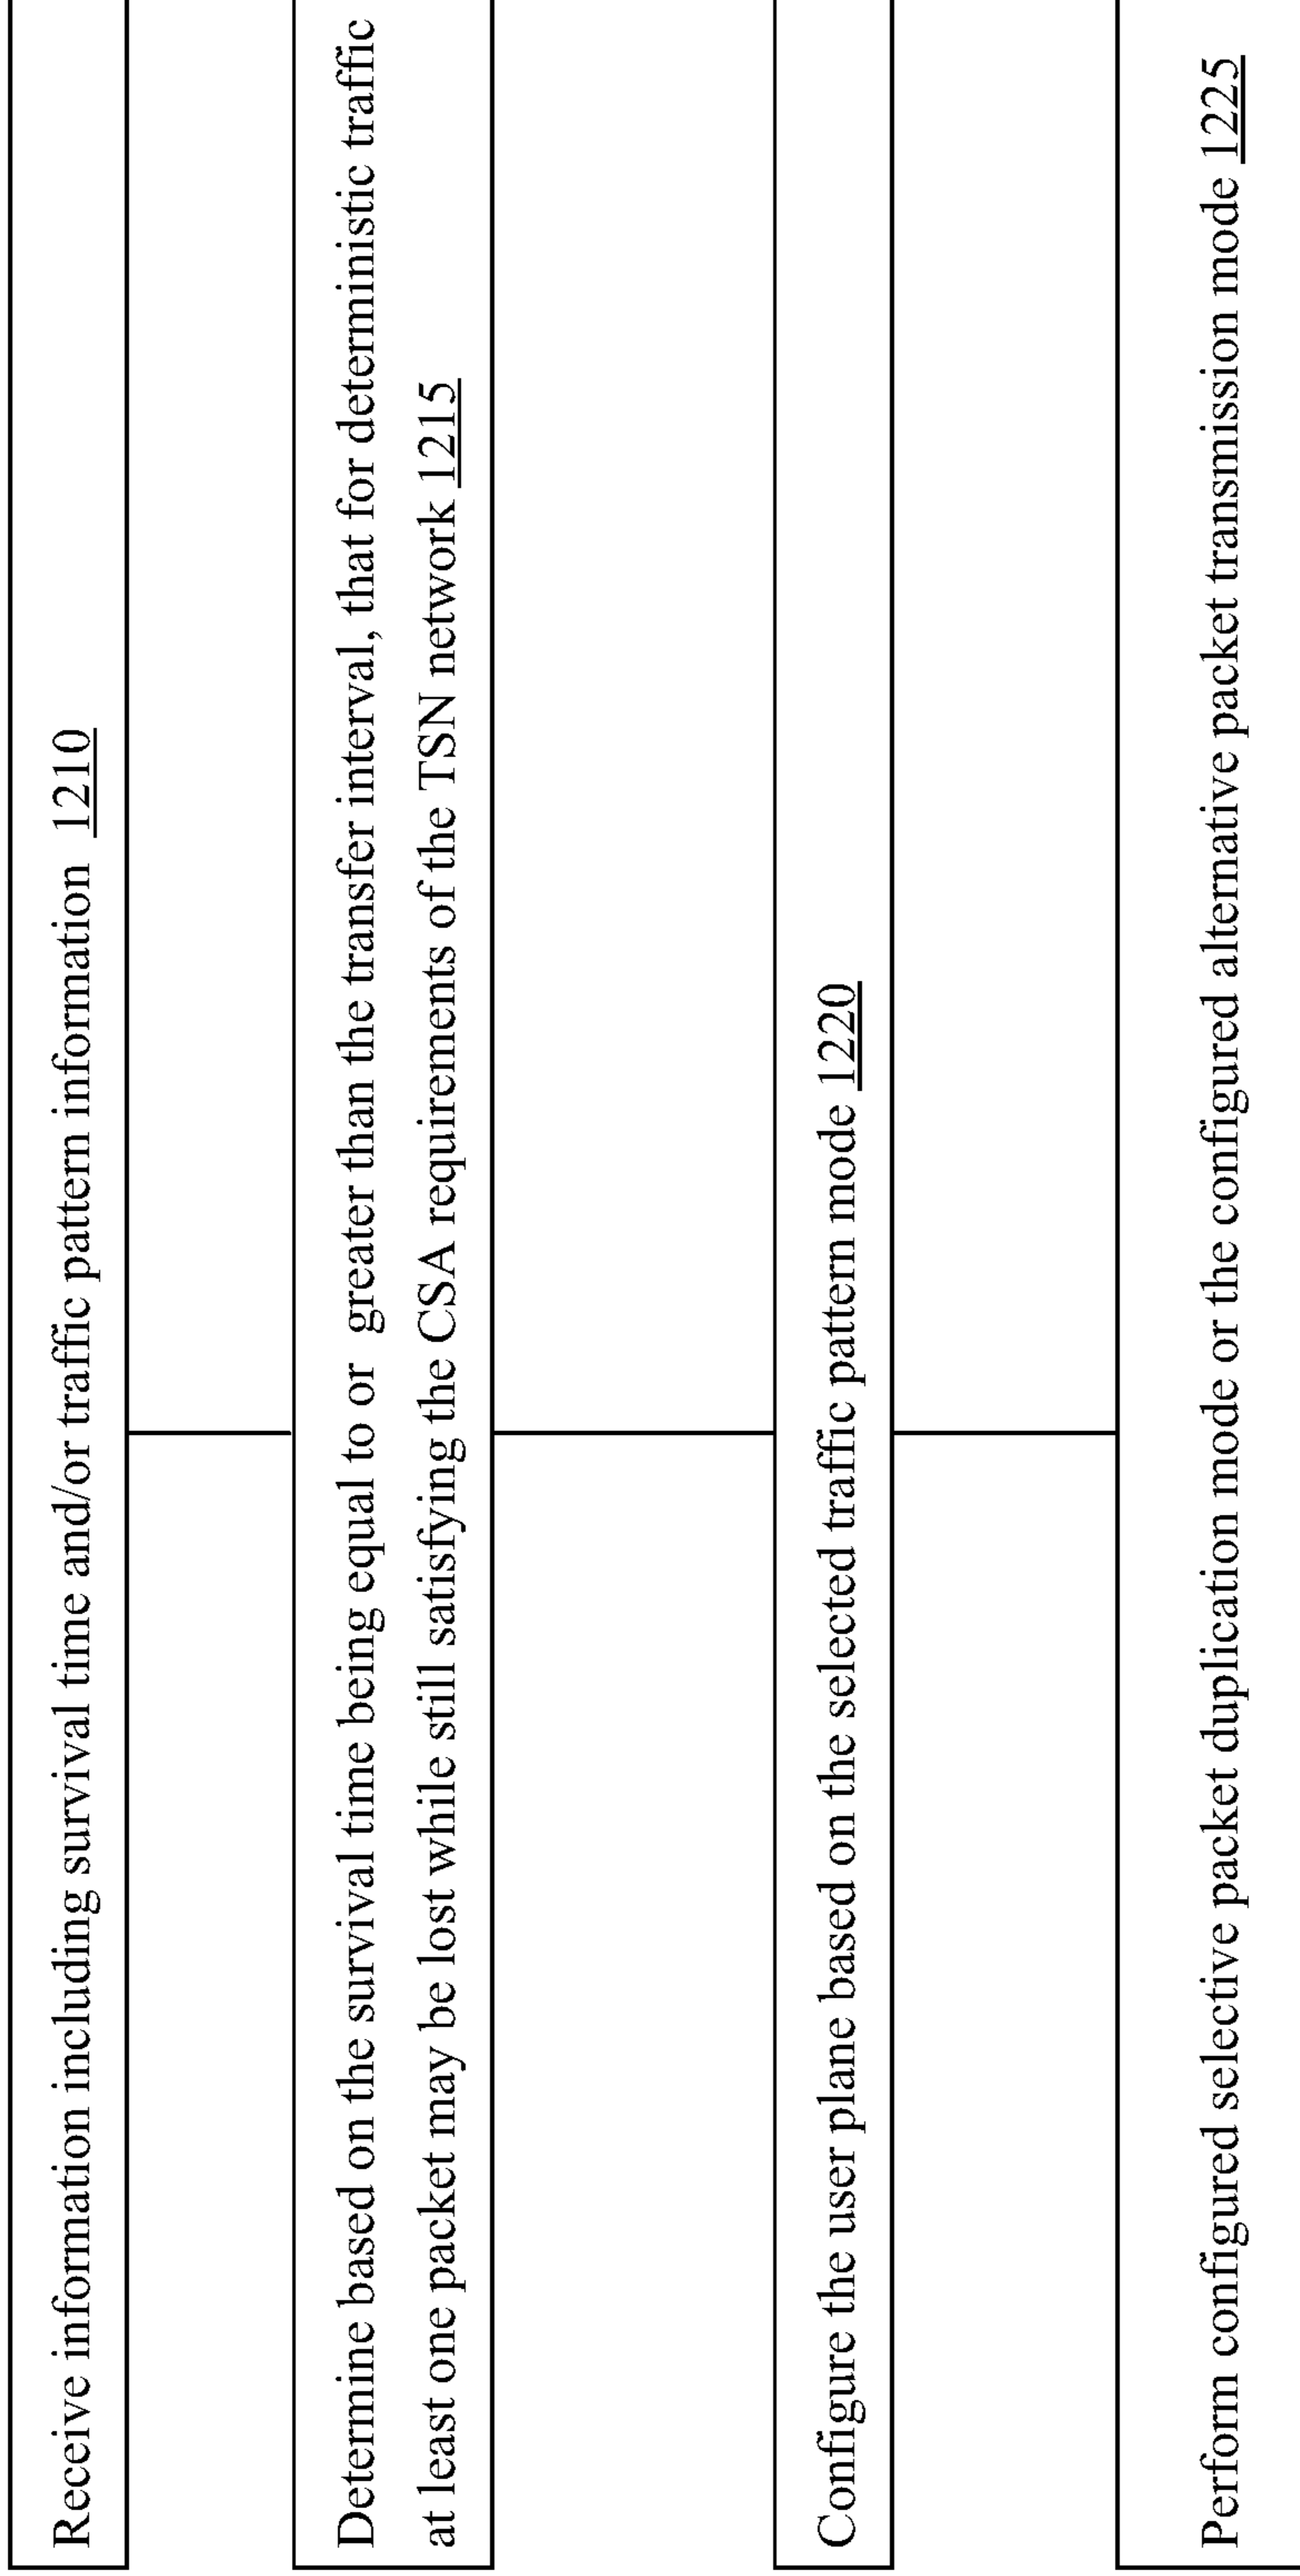 Receive information including survival time and/or traffic pattern information 1210
Determine based on the survival time being equal to or greater than the transfer interval, that for deterministic traffic
at least one packet may be lost while still satisfying the CSA requirements of the TSN network 1215
Configure the user plane based on the selected traffic pattern mode 1220
Perform configured selective packet duplication mode or the configured alternative packet transmission mode 1225